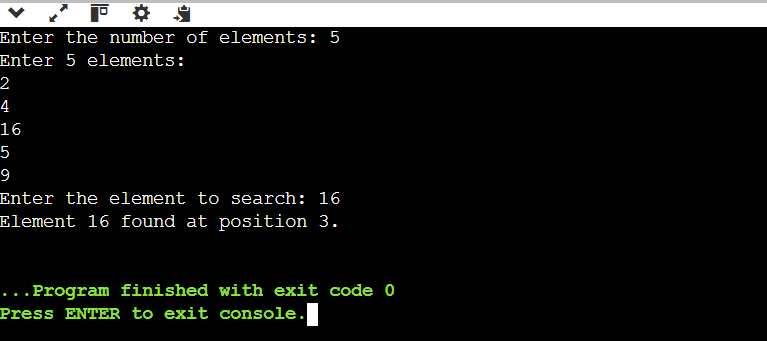 Enter the number of elements: 5
Enter 5 elements:
2
4
16
5
9
Enter the element to search: 16
Element 16 found at position 3.
...Program finished with exit code 0
Press ENTER to exit console.